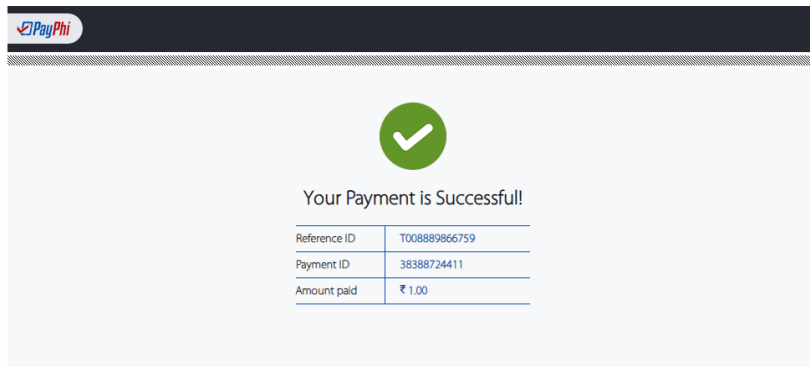 PayPhi
Your Payment is Successful!
Reference ID T008889866759
Payment ID 38388724411
Amount paid ₹ 1.00